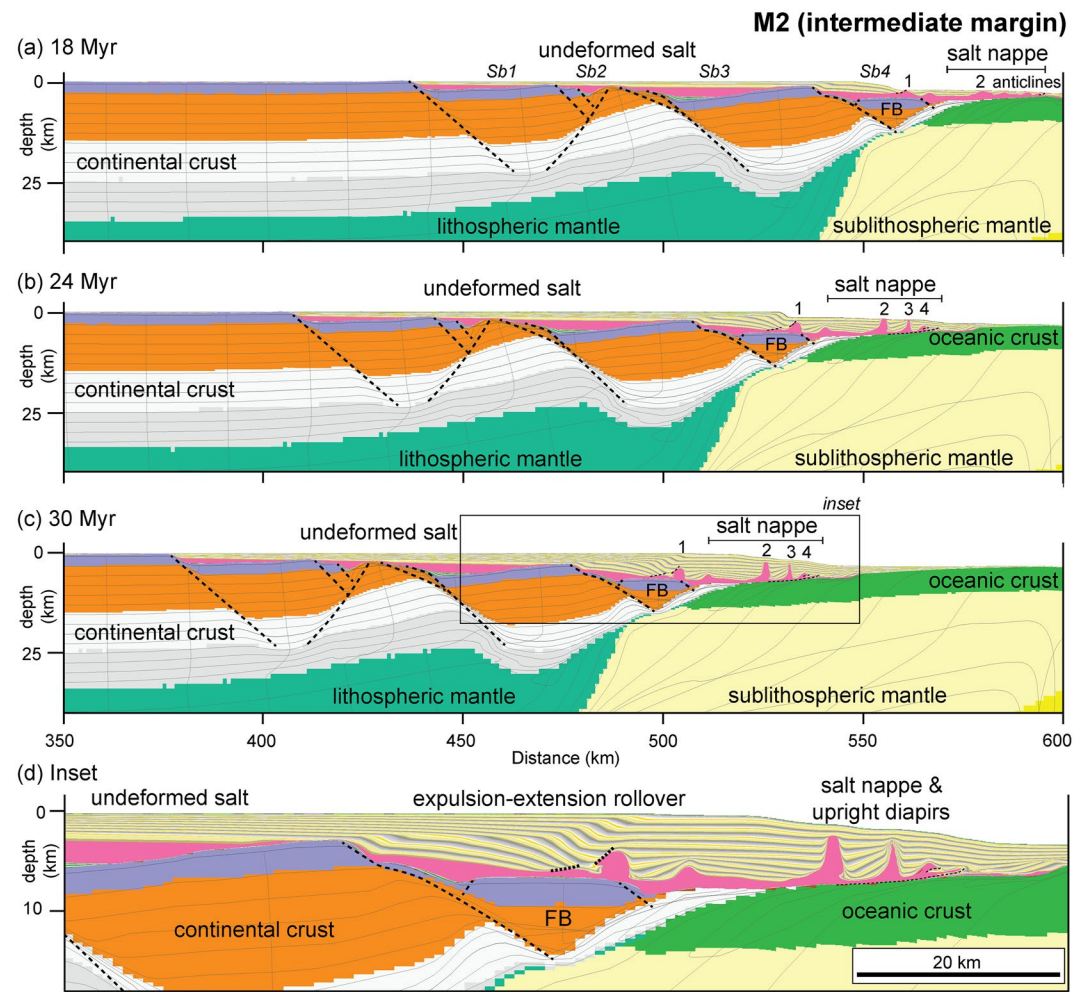 M2 (intermediate margin)
(a) 18 Myr
undeformed salt
salt nappe
Sb1 Sb2 Sb3 Sb4 1 2 anticlines
0
FB
depth
(km)
continental crust
25
lithospheric mantle
sublithospheric mantle
(b) 24 Myr
undeformed salt
salt nappe
1 2 3 4
0
FB
oceanic crust
depth
(km)
continental crust
25
lithospheric mantle
sublithospheric mantle
(c) 30 Myr
inset
undeformed salt
salt nappe
1 2 3 4
0
FB
oceanic crust
depth
(km)
continental crust
25
lithospheric mantle
sublithospheric mantle
350 400 450 500 550 600
Distance (km)
(d) Inset
undeformed salt
expulsion-extension rollover
salt nappe &
upright diapirs
0
depth
(km)
10
FB
continental crust
oceanic crust
20 km